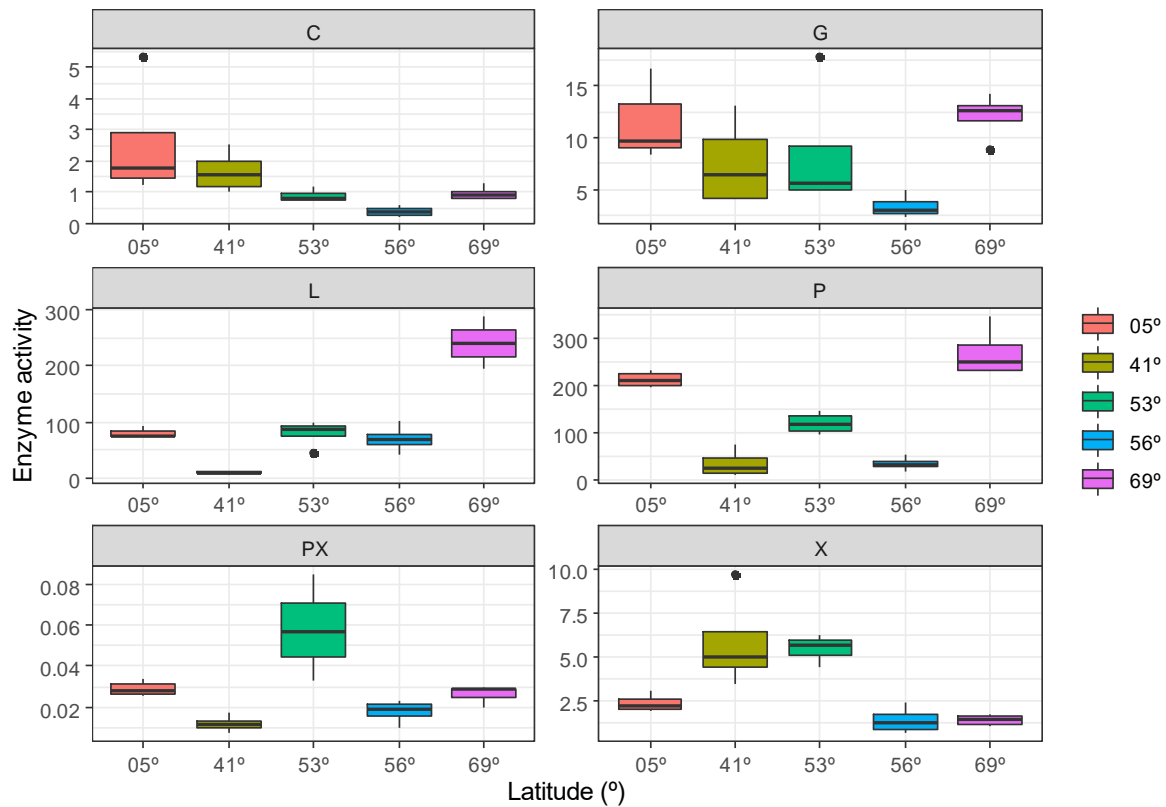 C
G
5
4
3
2
1
0
15
10
5
05º 41º 53º 56º 69º
05º 41º 53º 56º 69º
L
P
300
200
100
0
300
200
100
0
05º 41º 53º 56º 69º
05º 41º 53º 56º 69º
PX
X
0.08
0.06
0.04
0.02
10.0
7.5
5.0
2.5
05º 41º 53º 56º 69º
05º 41º 53º 56º 69º
Enzyme activity
Latitude (º)
05º
41º
53º
56º
69º